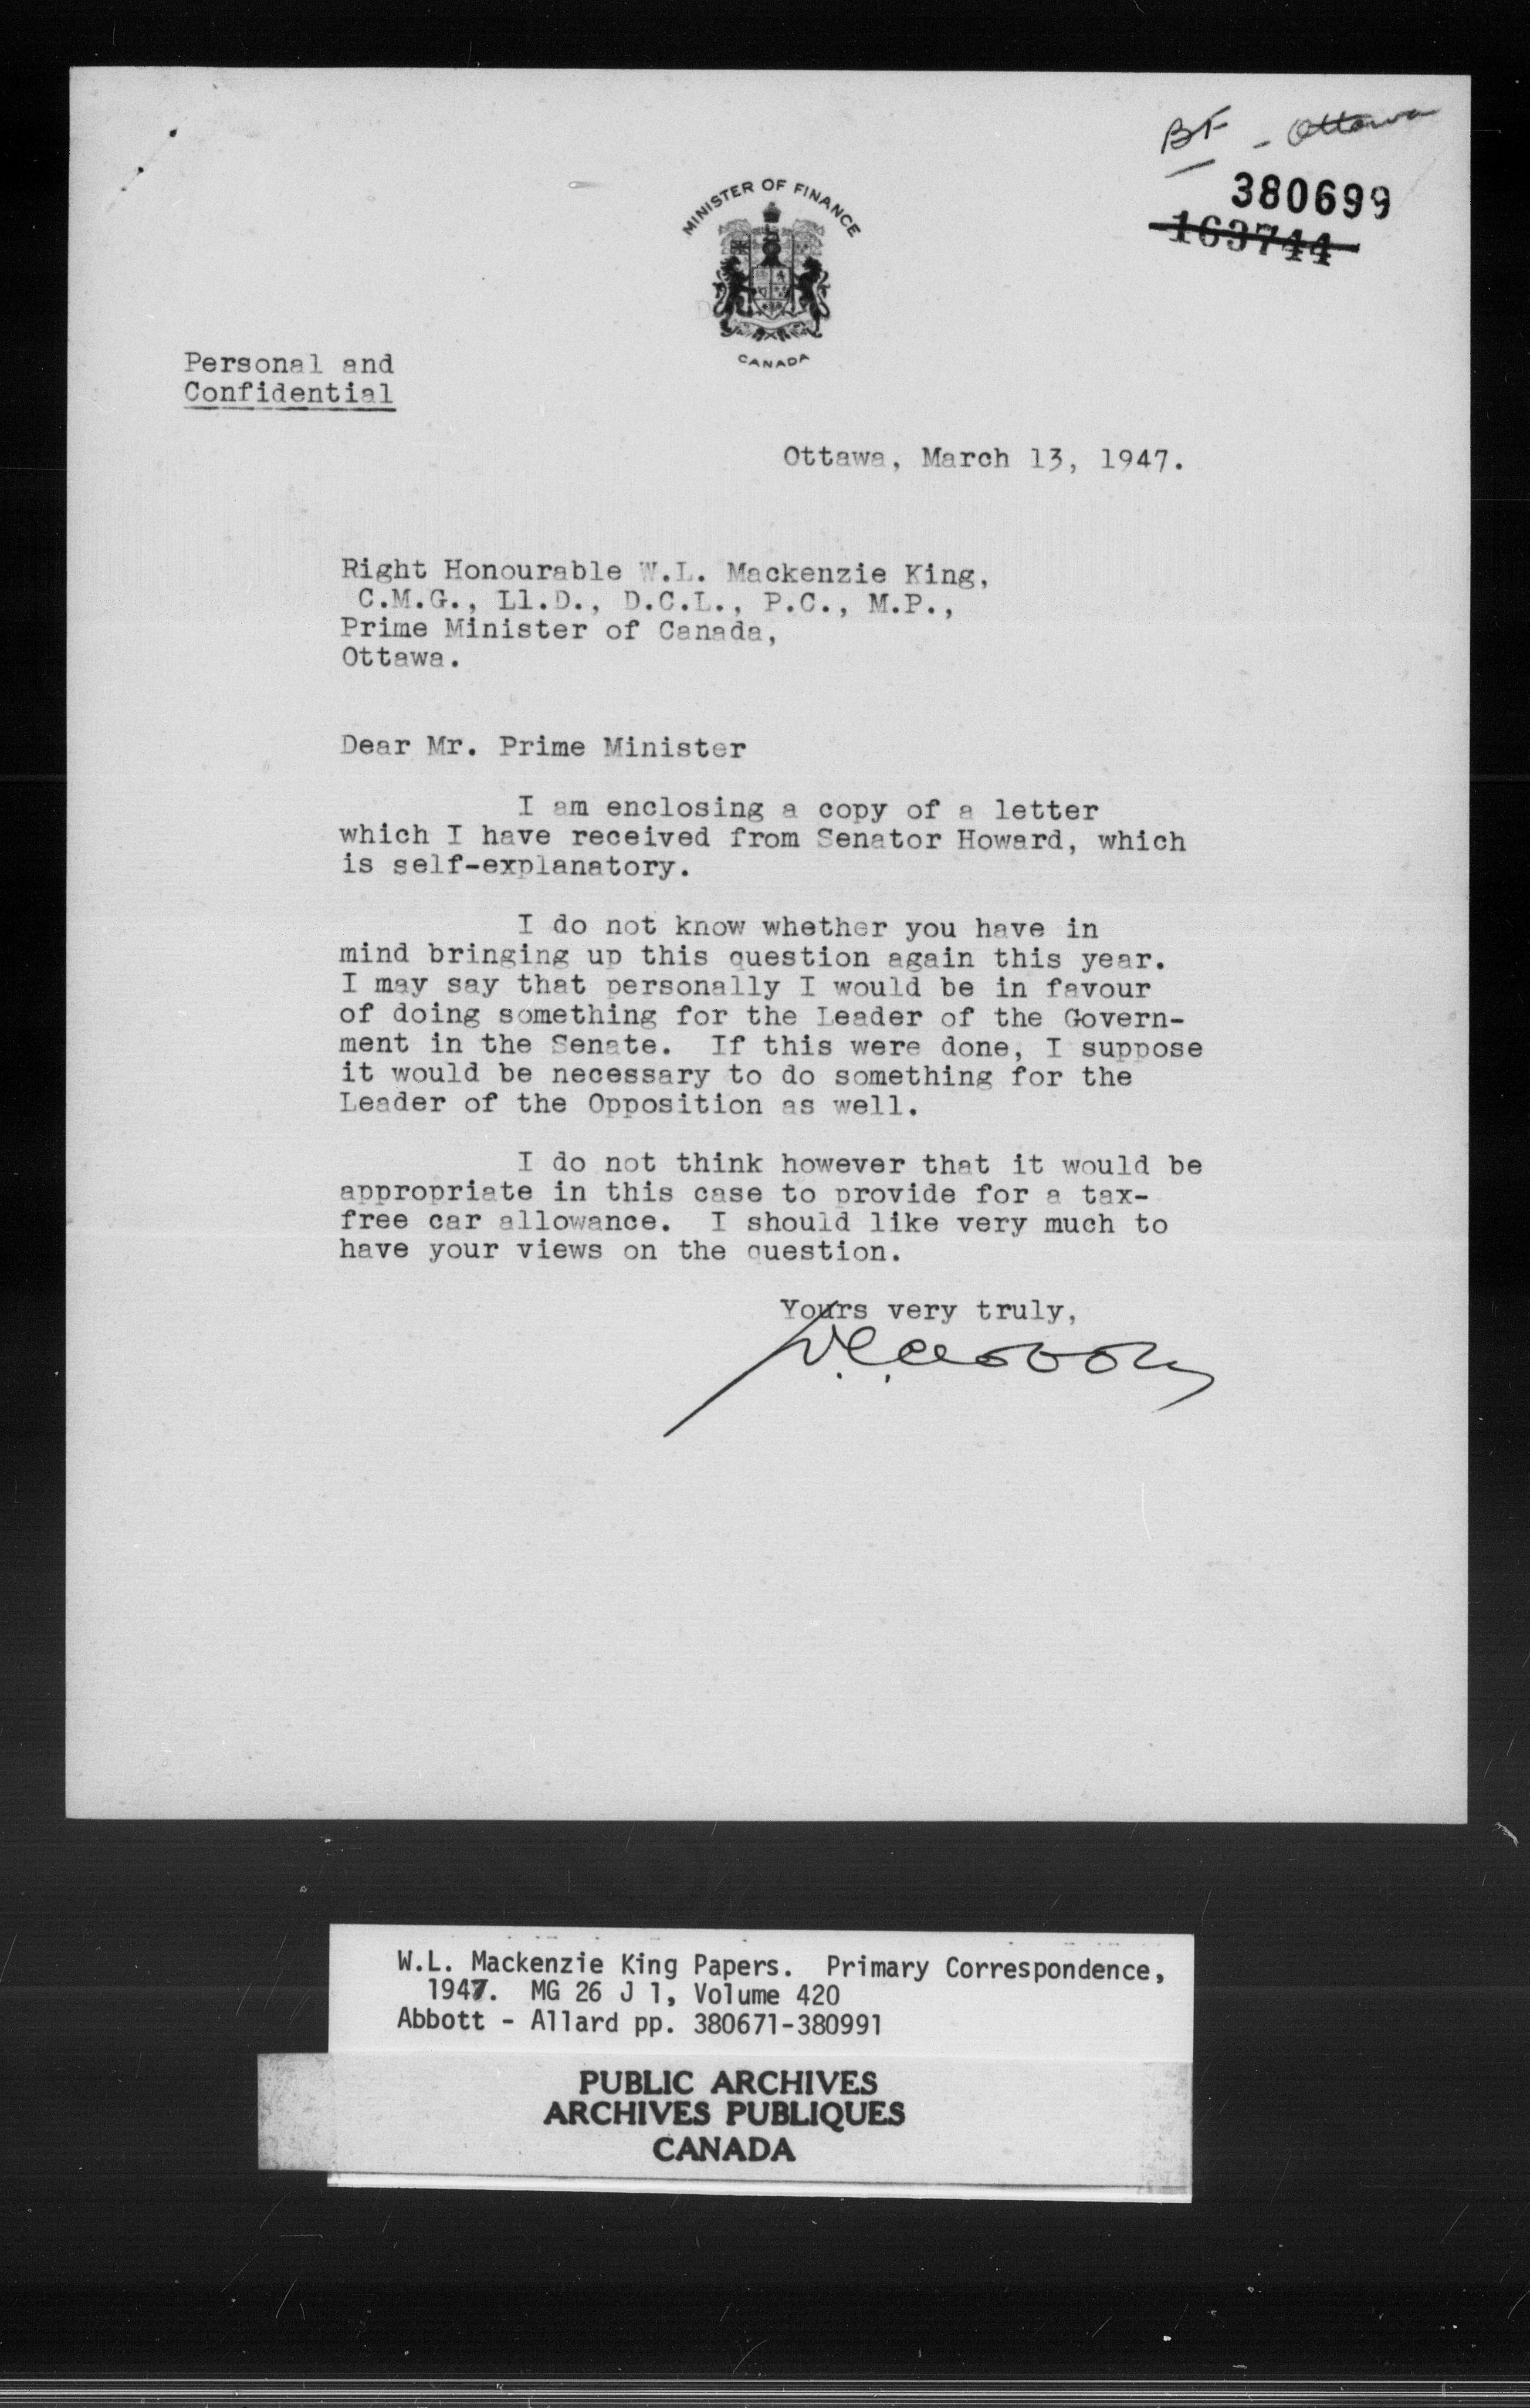 BF - Ottawa
380699
163744
MINISTER OF FINANCE
CANADA
Personal and
Confidential
Ottawa, March 13, 1947.
Right Honourable W.L. Mackenzie King,
C.M.G., Ll.D., D.C.L., P.C., M.P.,
Prime Minister of Canada,
Ottawa.
Dear Mr. Prime Minister
I am enclosing a copy of a letter
which I have received from Senator Howard, which
is self-explanatory.
I do not know whether you have in
mind bringing up this question again this year.
I may say that personally I would be in favour
of doing something for the Leader of the Govern-
ment in the Senate. If this were done, I suppose
it would be necessary to do something for the
Leader of the Opposition as well.
I do not think however that it would be
appropriate in this case to provide for a tax-
free car allowance. I should like very much to
have your views on the question.
Yours very truly,
W.L. Mackenzie King Papers. Primary Correspondence,
1947. MG 26 J 1, Volume 420
Abbott - Allard pp. 380671-380991
PUBLIC ARCHIVES
ARCHIVES PUBLIQUES
CANADA